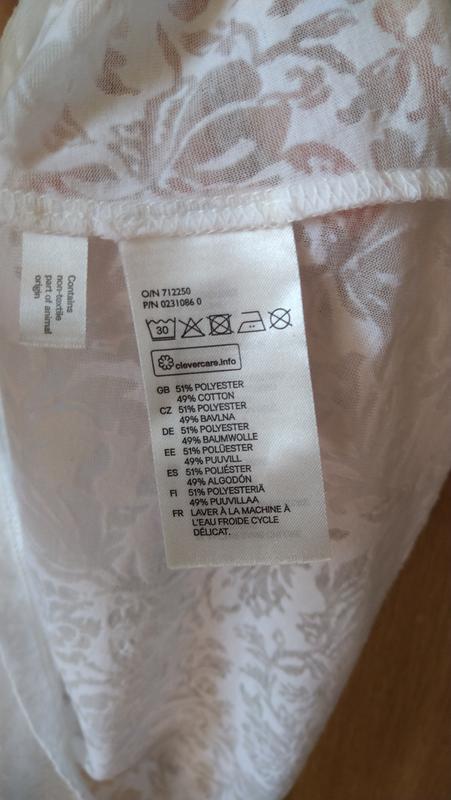 Contains
non-textile
part of animal
origin
O/N 712250
P/N 0231086 0
30
clevercare.info
GB 51% POLYESTER
49% COTTON
CZ 51% POLYESTER
49% BAVLNA
DE 51% POLYESTER
49% BAUMWOLLE
EE 51% POLÜESTER
49% PUUVILL
ES 51% POLIÉSTER
49% ALGODÓN
FI 51% POLYESTERIÄ
49% PUUVILLAA
FR LAVER À LA MACHINE À
L'EAU FROIDE CYCLE
DÉLICAT.